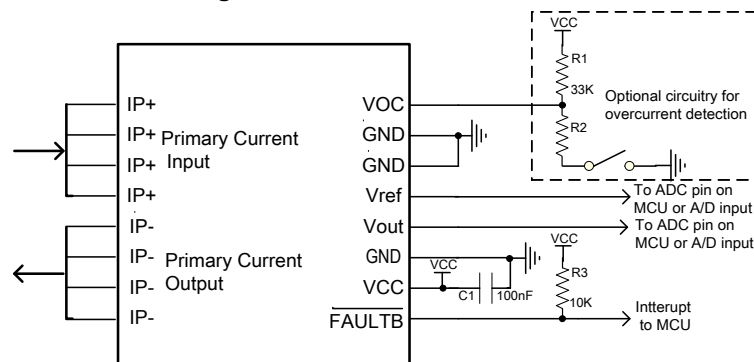 VCC
R1
33K
Optional circuitry for
overcurrent detection
R2
IP+
IP+
IP+
IP+
IP-
IP-
IP-
IP-
Primary Current
Input
Primary Current
Output
VOC
GND
GND
Vref
Vout
GND
VCC
FAULTB
To ADC pin on
MCU or A/D input
To ADC pin on
MCU or A/D input
VCC
C1
100nF
VCC
R3
10K
Intterupt
to MCU